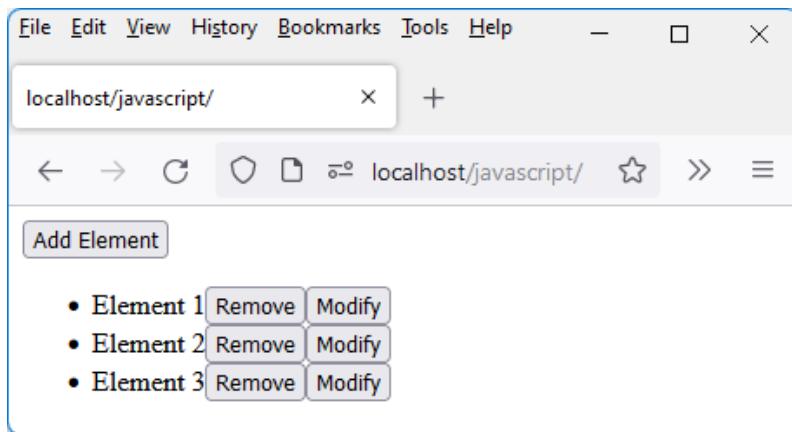 File Edit View History Bookmarks Tools Help
localhost/javascript/
localhost/javascript/
Add Element
• Element 1 Remove Modify
• Element 2 Remove Modify
• Element 3 Remove Modify